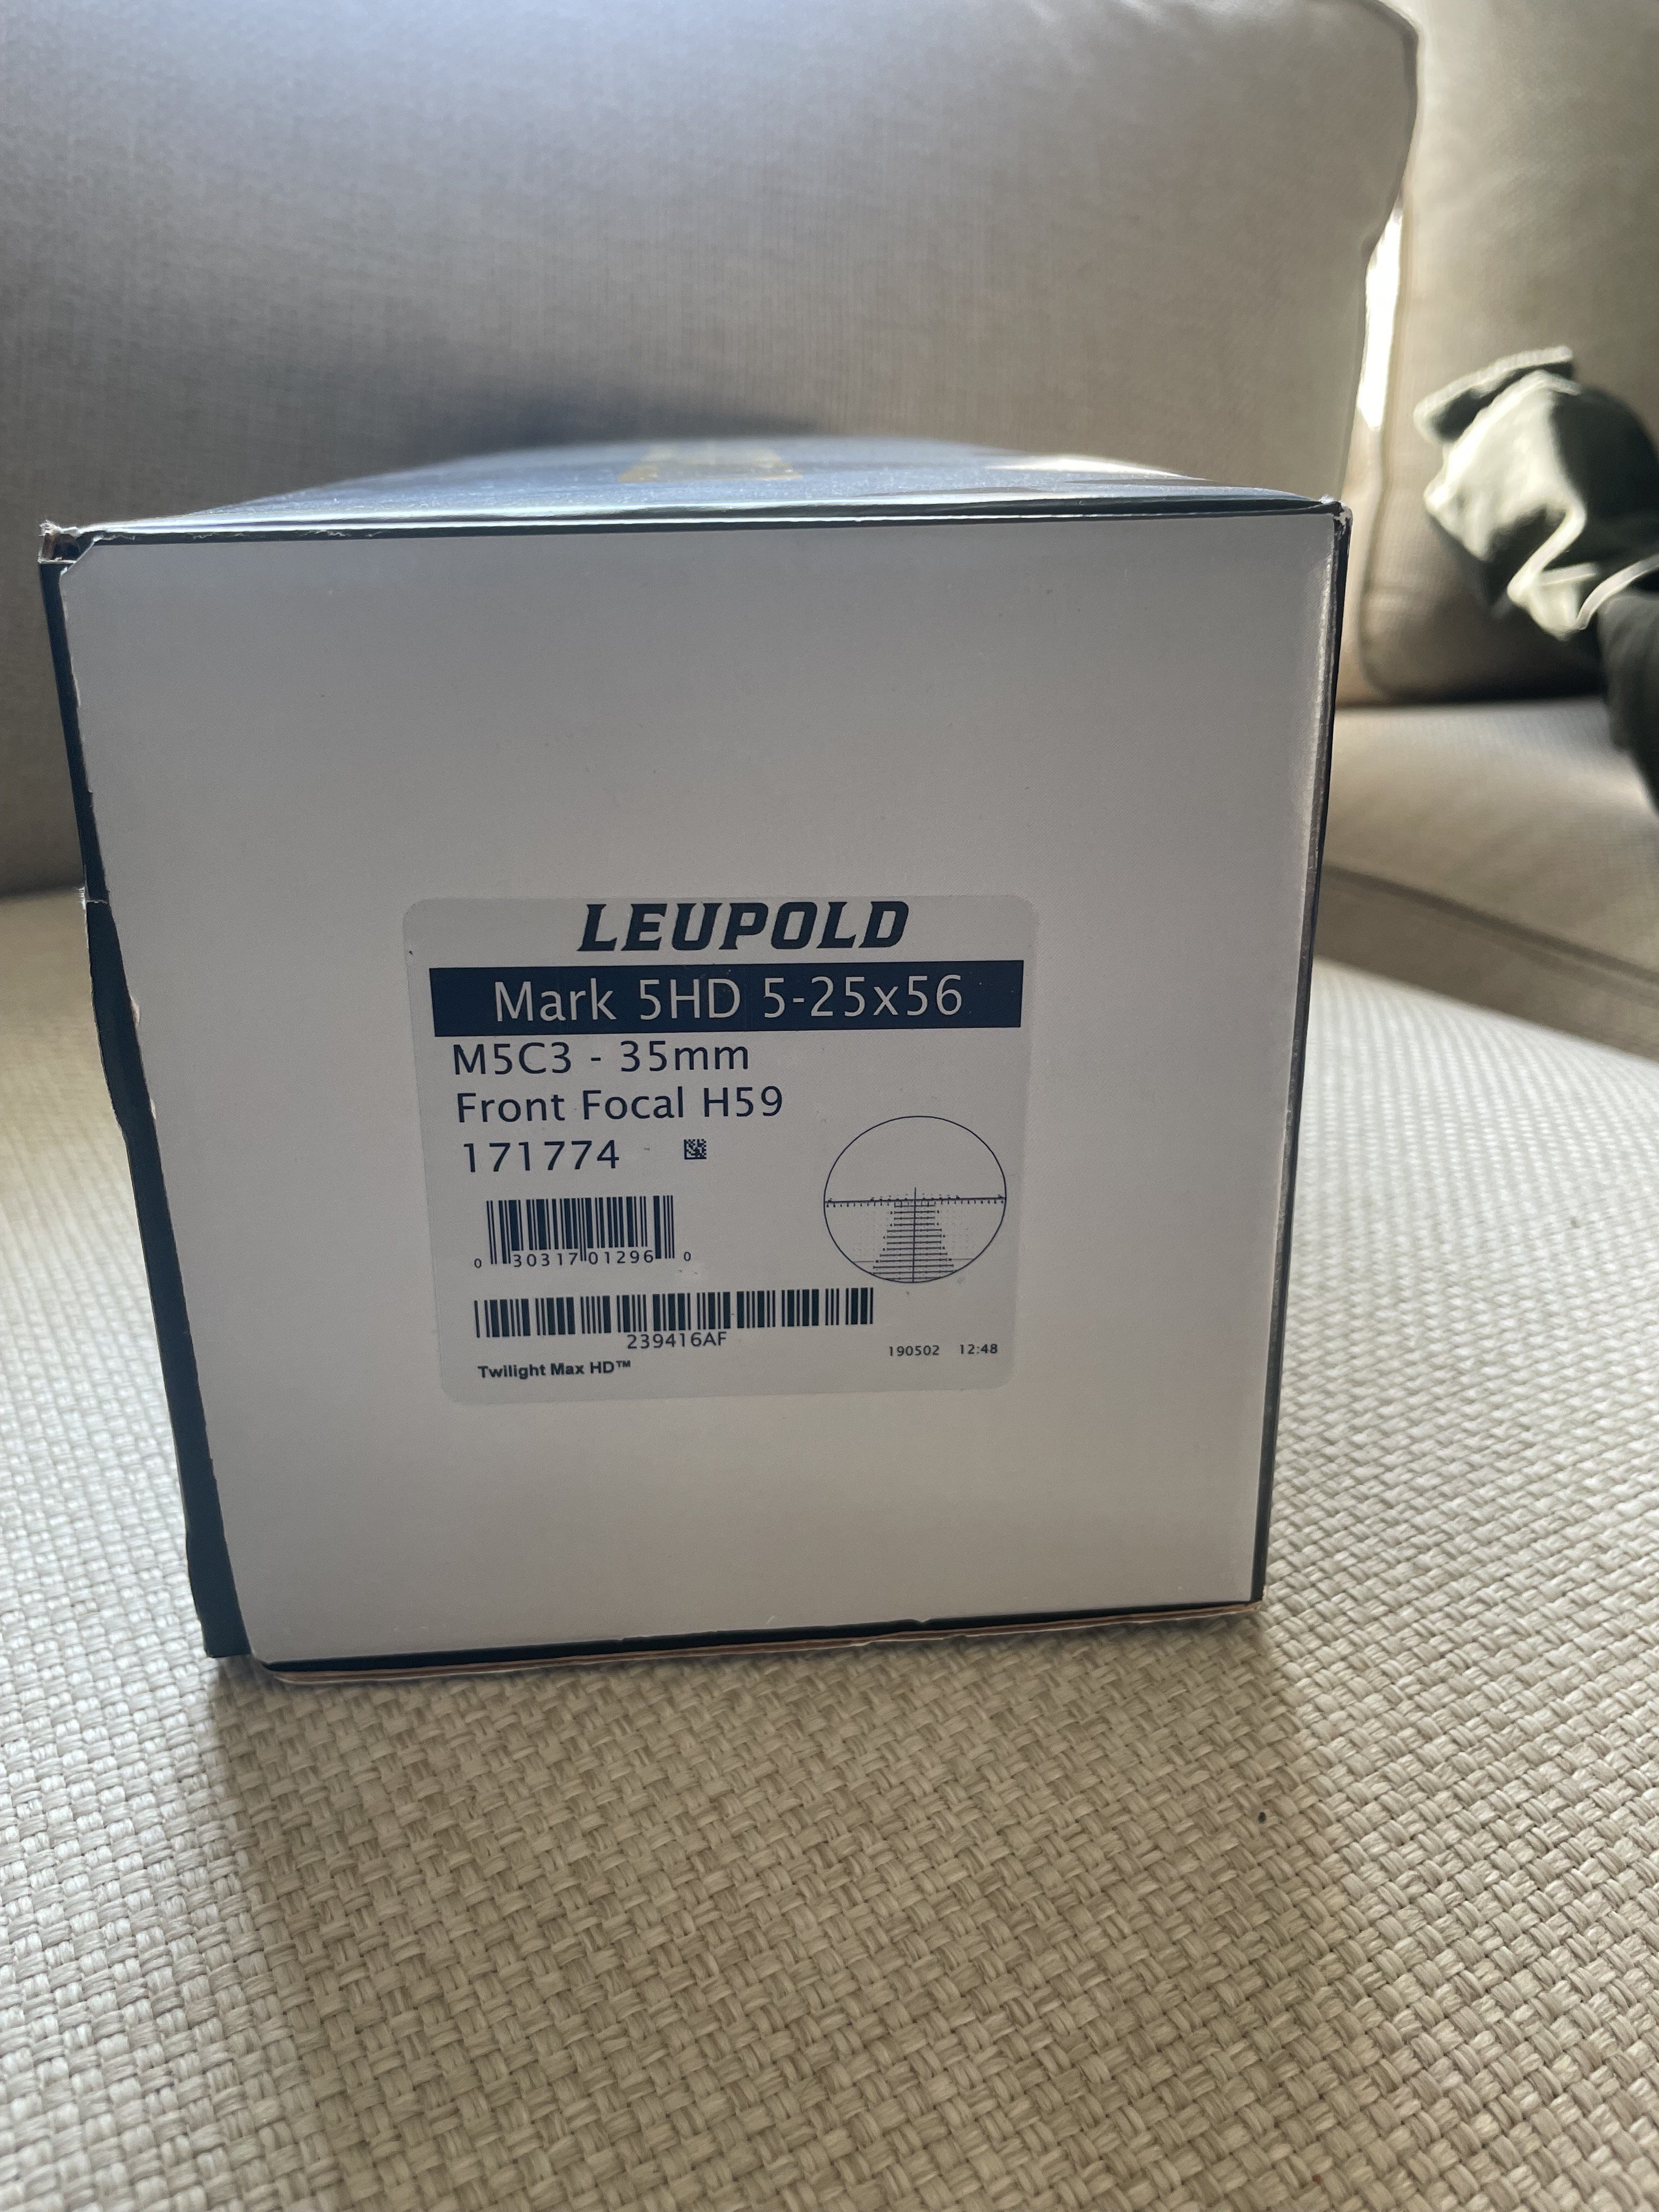 LEUPOLD
Mark 5HD 5-25x56
M5C3 - 35mm
Front Focal H59
171774
0 30317 01296 0
239416AF
190502 12:48
Twilight Max HD™